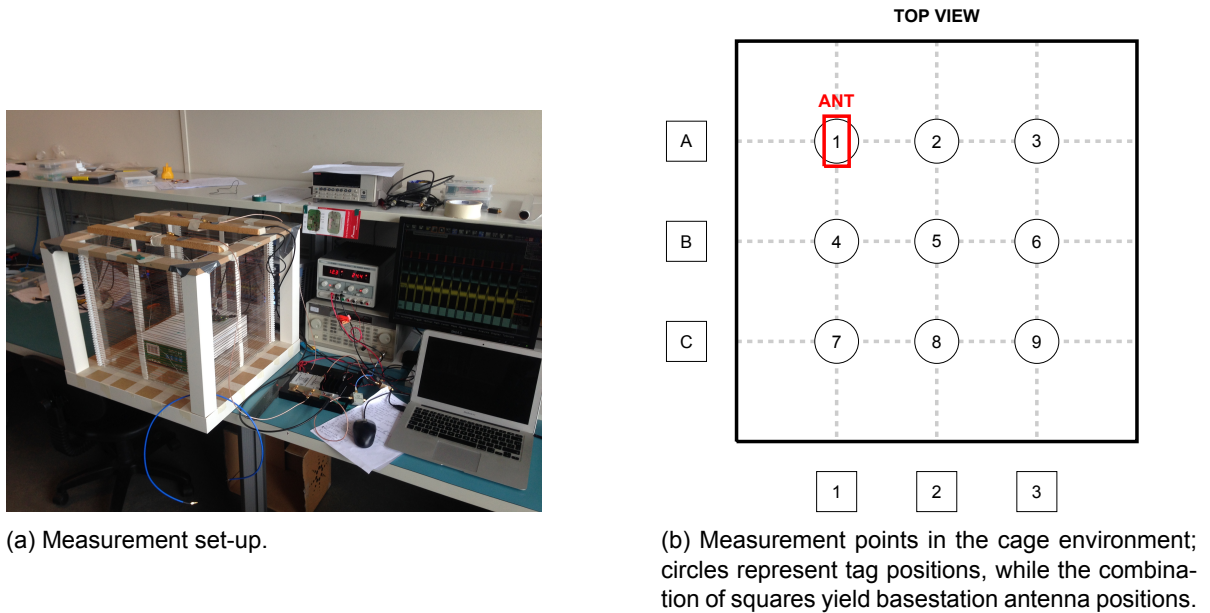 TOP VIEW
ANT
A
1
2
3
B
4
5
6
C
7
8
9
1
2
3
(a) Measurement set-up.
(b) Measurement points in the cage environment;
circles represent tag positions, while the combina-
tion of squares yield basestation antenna positions.